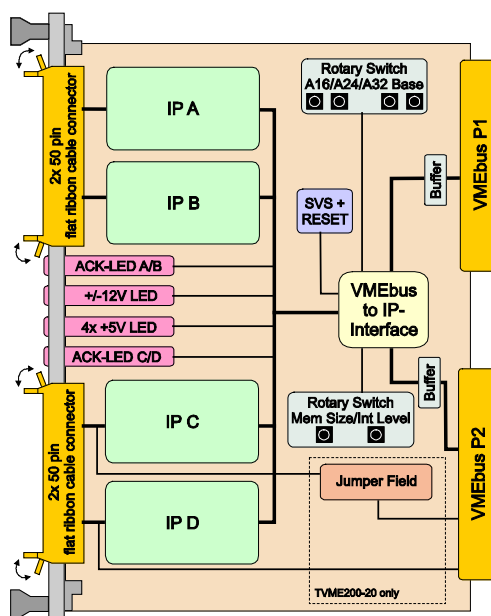 Rotary Switch
A16/A24/A32 Base
2x 50 pin
flat ribbon cable connector
IP A
IP B
SVS +
RESET
Buffer
VMEbus P1
ACK-LED A/B
+/-12V LED
4x +5V LED
ACK-LED C/D
VMEbus
to IP-
Interface
Buffer
VMEbus P2
2x 50 pin
flat ribbon cable connector
IP C
IP D
Rotary Switch
Mem Size/Int Level
Jumper Field
TVME200-20 only